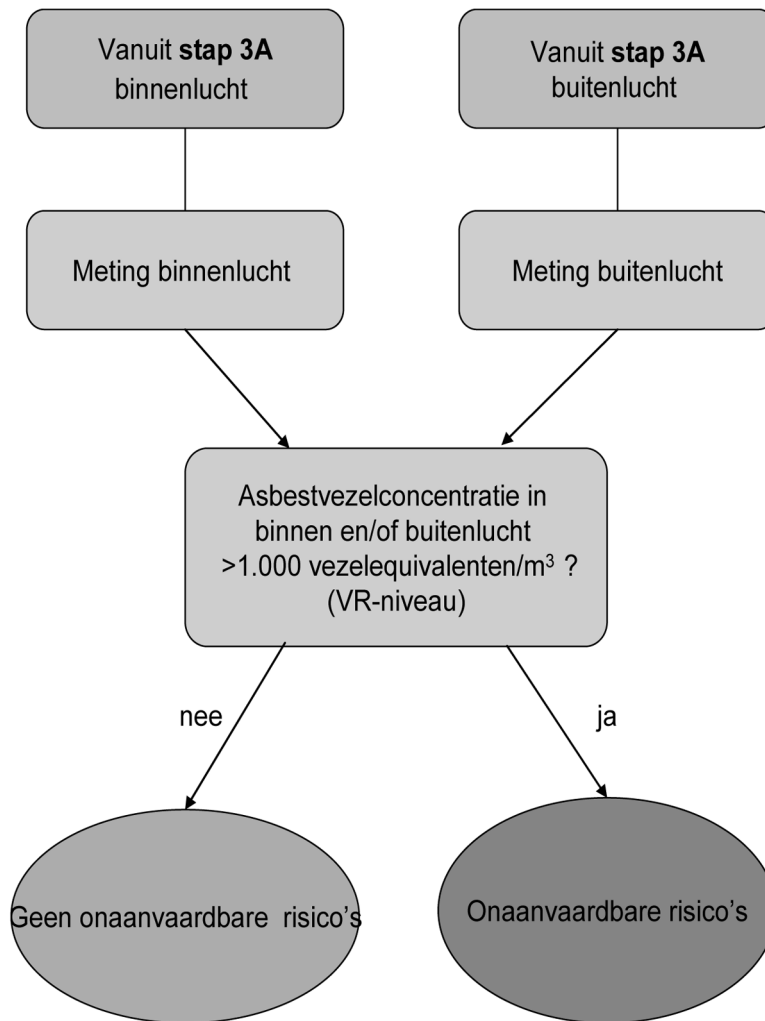 Vanuit stap 3A
binnenlucht
Vanuit stap 3A
buitenlucht
Meting binnenlucht
Meting buitenlucht
Asbestvezelconcentratie in
binnen en/of buitenlucht
>1.000 vezelequivalenten/m³ ?
(VR-niveau)
nee
ja
Geen onaanvaardbare risico's
Onaanvaardbare risico's